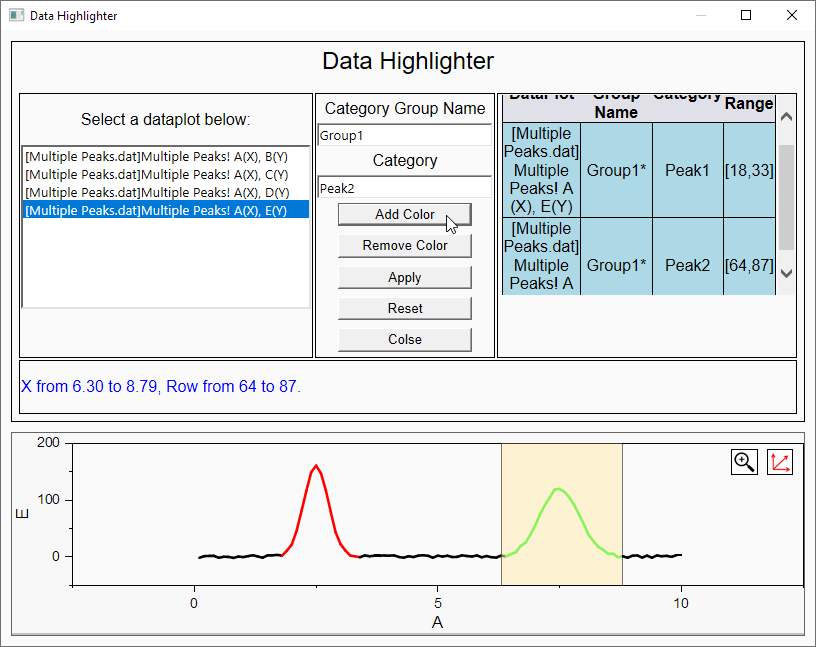 Data Highlighter
Data Highlighter
Select a dataplot below:
[Multiple Peaks.dat]Multiple Peaks! A(X), B(Y)
[Multiple Peaks.dat]Multiple Peaks! A(X), C(Y)
[Multiple Peaks.dat]Multiple Peaks! A(X), D(Y)
[Multiple Peaks.dat]Multiple Peaks! A(X), E(Y)
Category Group Name
Group1
Category
Peak2
Add Color
Remove Color
Apply
Reset
Colse
DataPlot Group Category
Name Range
[Multiple
Peaks.dat]
Multiple Group1* Peak1 [18,33]
Peaks! A
(X), E(Y)
[Multiple
Peaks.dat]
Multiple Group1* Peak2 [64,87]
Peaks! A
X from 6.30 to 8.79, Row from 64 to 87.
200
100
0
E
0 5 10
A